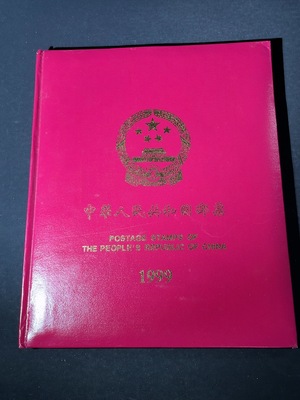 中華人民共和國郵票
POSTAGE STAMPS OF
THE PEOPLE'S REPUBLIC OF CHINA
1999